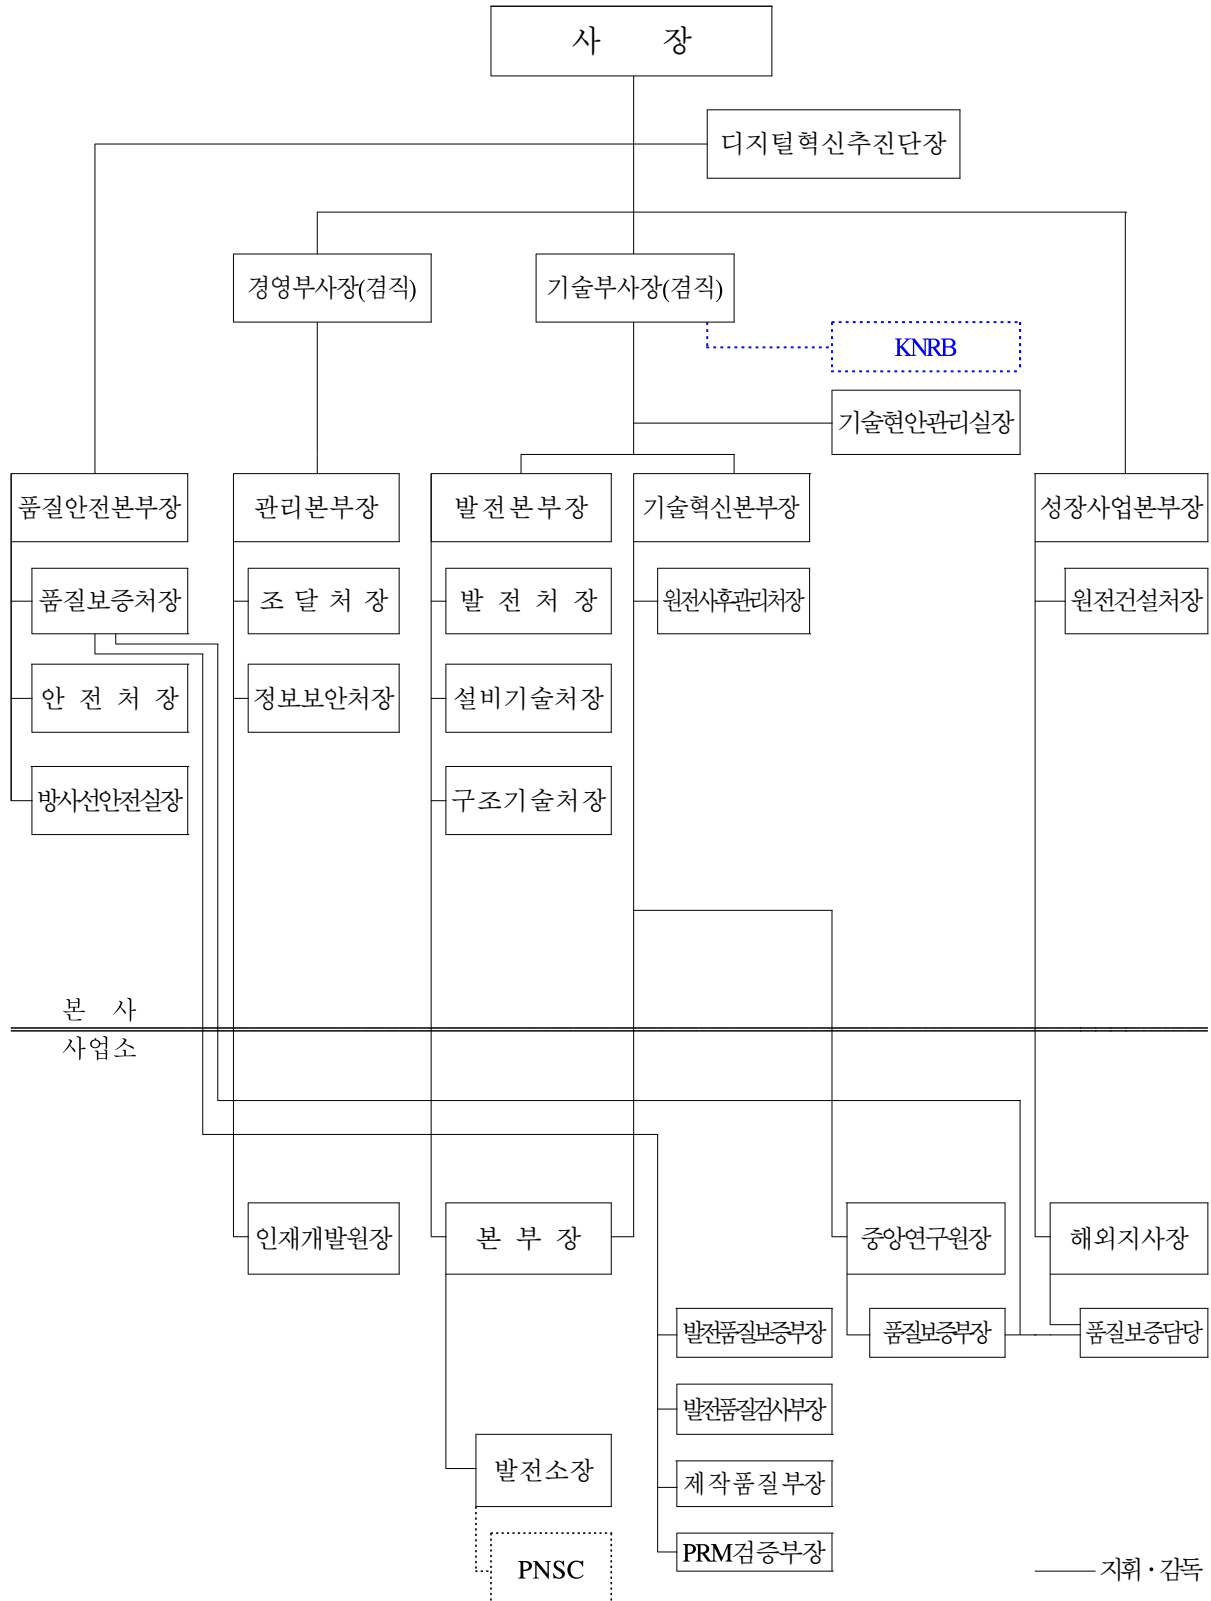 사 장
디지털혁신추진단장
경영부사장(겸직)
기술부사장(겸직)
KNRB
기술현안관리실장
품질안전본부장
관리본부장
발전본부장
기술혁신본부장
성장사업본부장
품질보증처장
조 달 처 장
발 전 처 장
원전사후관리처장
원전건설처장
안 전 처 장
정보보안처장
설비기술처장
방사선안전실장
구조기술처장
본 사
사업소
인재개발원장
본 부 장
중앙연구원장
해외지사장
발전품질보증부장
품질보증부장
품질보증담당
발전품질검사부장
발전소장
제작품질부장
PRM검증부장
PNSC
지휘·감독